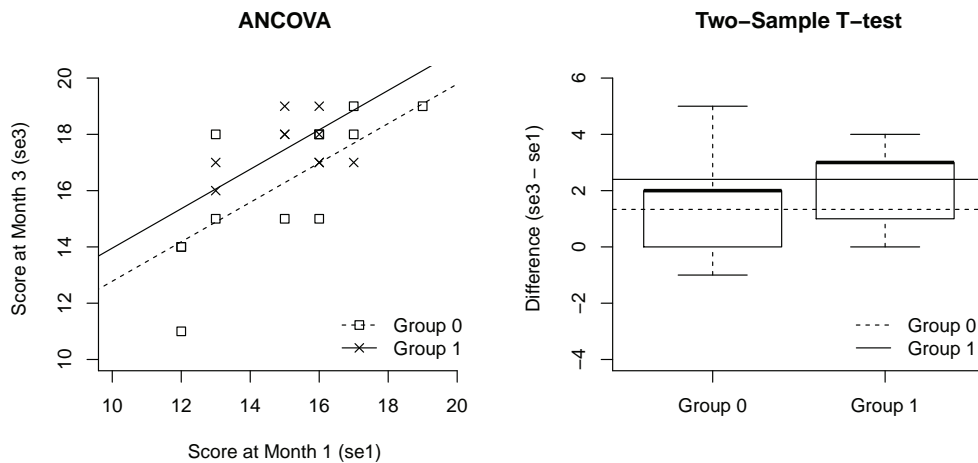 ANCOVA
Score at Month 3 (se3)
20
18
16
14
12
10
Group 0
Group 1
10 12 14 16 18 20
Score at Month 1 (se1)
Two−Sample T−test
Difference (se3 − se1)
6
4
2
0
−2
−4
Group 0
Group 1
Group 0 Group 1